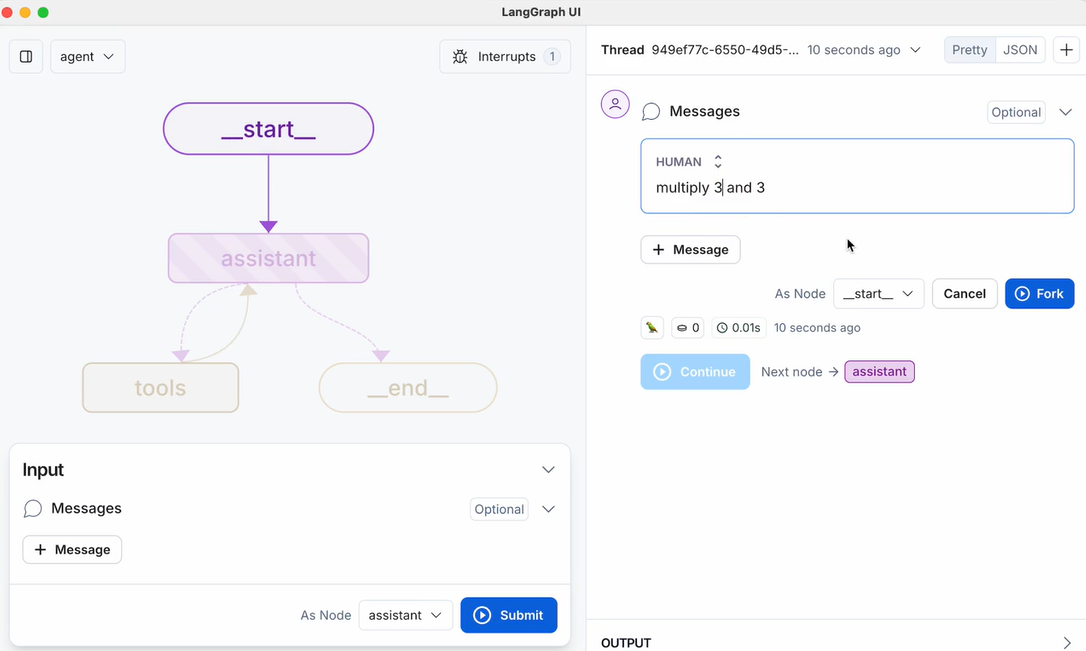 LangGraph UI
agent
Interrupts 1
__start__
assistant
tools
__end__
Input
Messages
Optional
+ Message
As Node
assistant
Submit
Thread 949ef77c-6550-49d5-... 10 seconds ago
Pretty JSON
Messages
Optional
HUMAN
multiply 3 and 3
+ Message
As Node
__start__
Cancel
Fork
0
0.01s
10 seconds ago
Continue
Next node → assistant
OUTPUT